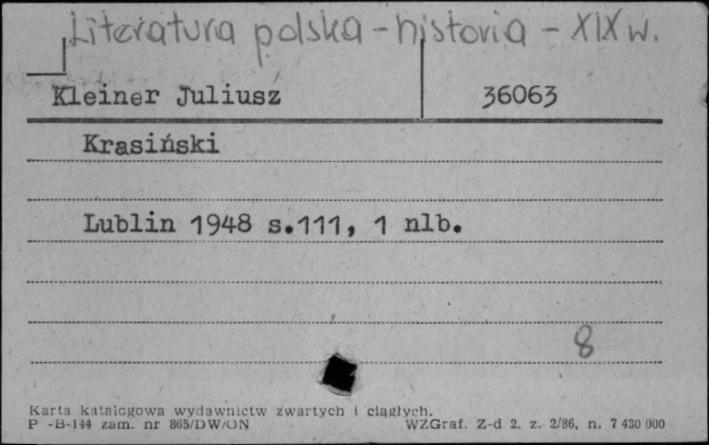 Literatura polska - historia - XIX w.
Kleiner Juliusz 36063
Krasiński
Lublin 1948 s.111, 1 nlb.
8
Karta katalogowa wydawnictw zwartych i ciągłych.
P -B-144 zam. nr 865/DW/ON WZGraf. Z-d 2. z. 2/86, n. 7 430 000